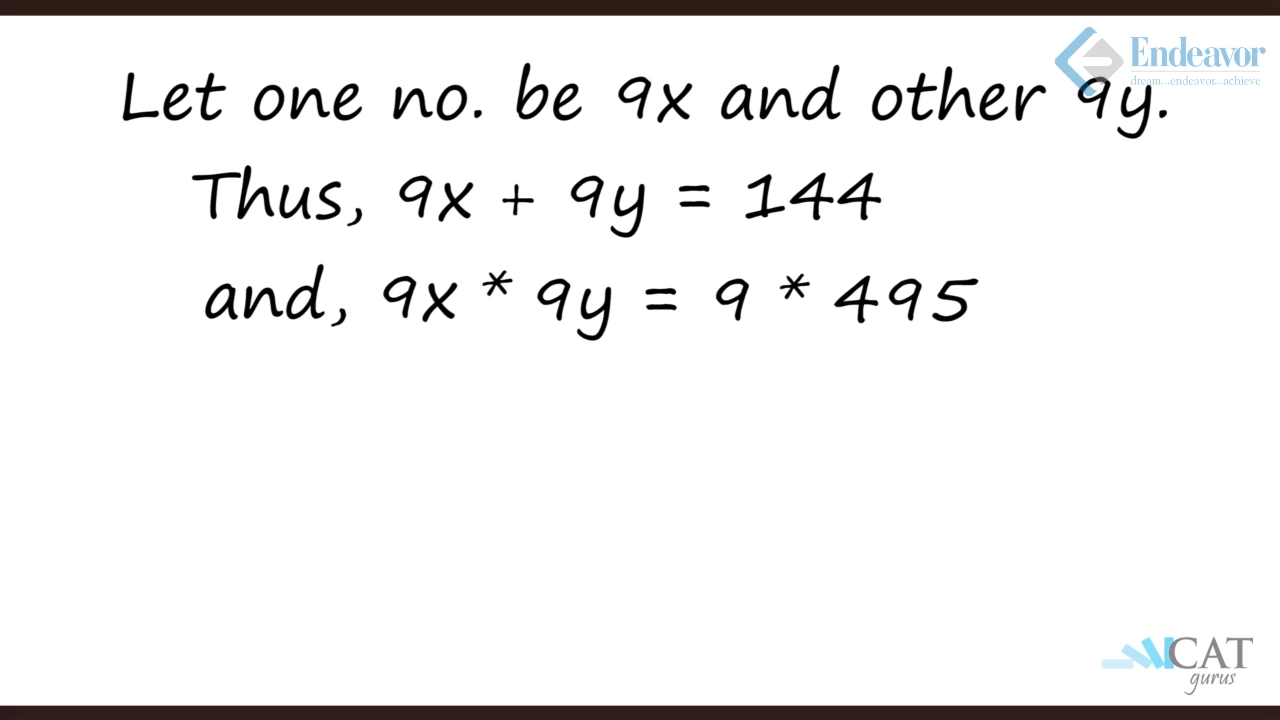 Endeavor
dream...endeavor...achieve
Let one no. be 9x and other 9y.
Thus, 9x + 9y = 144
and, 9x * 9y = 9 * 495
CAT
gurus